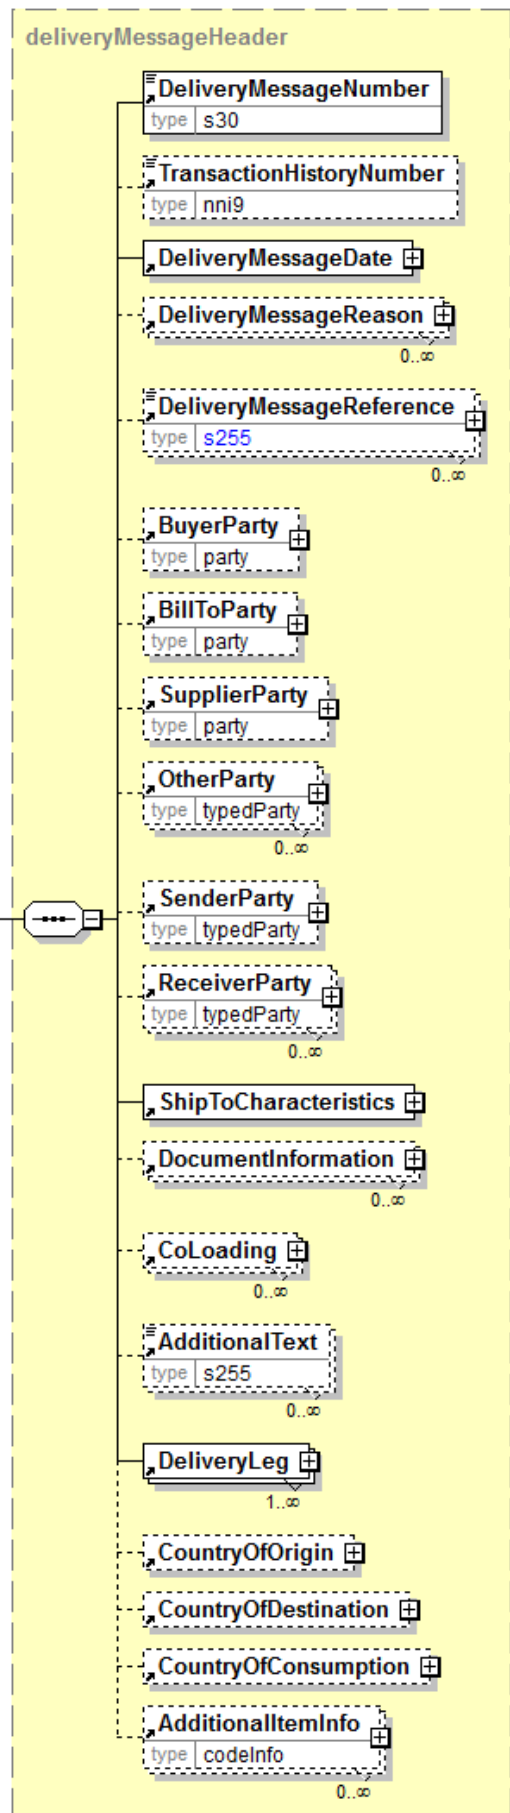 deliveryMessageHeader
DeliveryMessageNumber
type s30
TransactionHistoryNumber
type nni9
DeliveryMessageDate
DeliveryMessageReason
0..∞
DeliveryMessageReference
type s255
0..∞
BuyerParty
type party
BillToParty
type party
SupplierParty
type party
OtherParty
type typedParty
0..∞
SenderParty
type typedParty
ReceiverParty
type typedParty
0..∞
ShipToCharacteristics
DocumentInformation
0..∞
CoLoading
0..∞
AdditionalText
type s255
0..∞
DeliveryLeg
1..∞
CountryOfOrigin
CountryOfDestination
CountryOfConsumption
AdditionalItemInfo
type codeInfo
0..∞